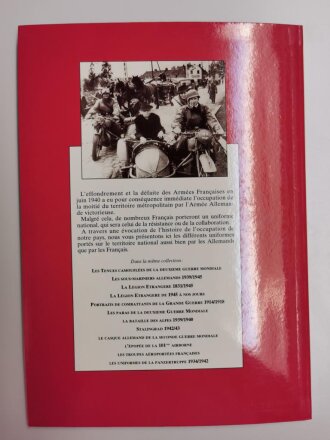 L'effondrement et la défaite des Armées Françaises en
juin 1940 a eu pour conséquence immédiate l'occupation de
la moitié du territoire métropolitain par l'Armée Allemande
victorieuse.
Malgré cela, de nombreux Français porteront un uniforme
national, qui sera celui de la résistance ou de la collaboration.
A travers une évocation de l'histoire de l'occupation de
notre pays, nous vous présentons ici les différents uniformes
portés sur le territoire national aussi bien par les Allemands
que par les Français.
Dans la même collection :
LES TENUES CAMOUFLÉES DE LA DEUXIEME GUERRE MONDIALE
LES SOUS-MARINIERS ALLEMANDS 1939/1945
LA LÉGION ETRANGERE 1831/1945
LA LÉGION ETRANGERE DE 1945 A NOS JOURS
PORTRAITS DE COMBATTANTS DE LA GRANDE GUERRE 1914/1918
LES PARAS DE LA DEUXIEME GUERRE MONDIALE
LA BATAILLE DES ALPES 1939/1940
STALINGRAD 1942/43
LE CASQUE ALLEMAND DE LA SECONDE GUERRE MONDIALE
L'ÉPOPÉE DE LA 101ème AIRBORNE
LES TROUPES AÉROPORTÉES FRANÇAISES
LES UNIFORMES DE LA PANZERTRUPPE 1934/1942